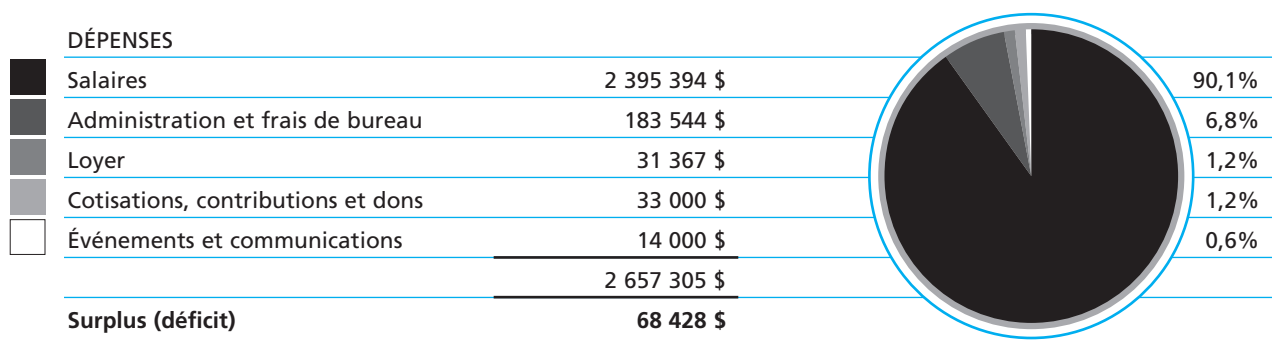 DÉPENSES
Salaires 2 395 394 $ 90,1%
Administration et frais de bureau 183 544 $ 6,8%
Loyer 31 367 $ 1,2%
Cotisations, contributions et dons 33 000 $ 1,2%
Événements et communications 14 000 $ 0,6%
2 657 305 $
Surplus (déficit) 68 428 $